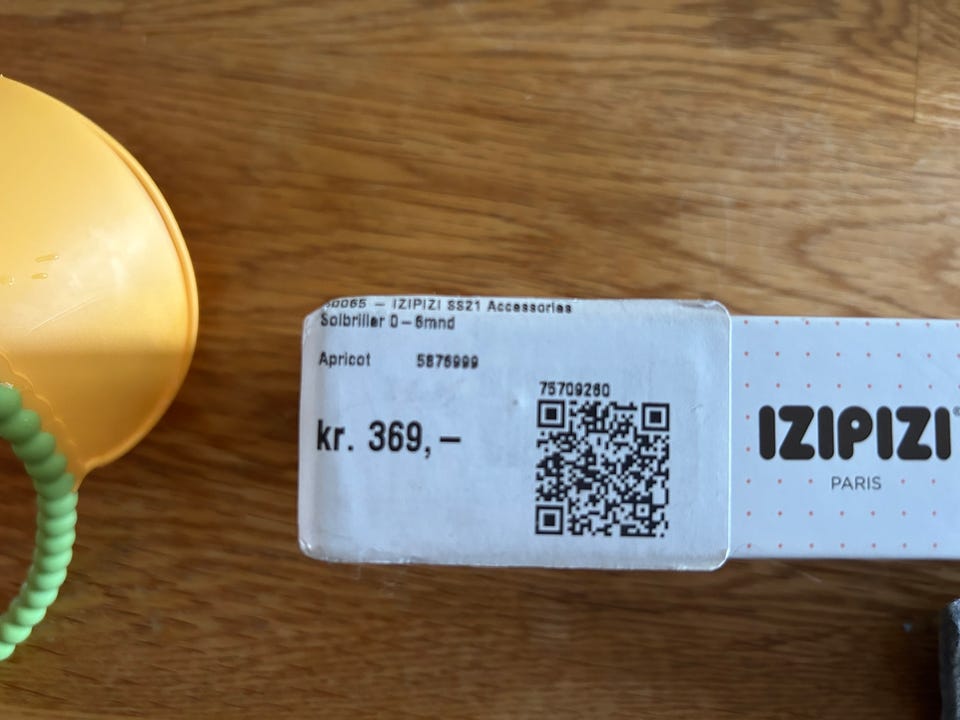 IZIPIZI SS21 Accessories
Solbriller 0-6mnd
Apricot 5876999
75709260
kr. 369,-
IZIPIZI
PARIS